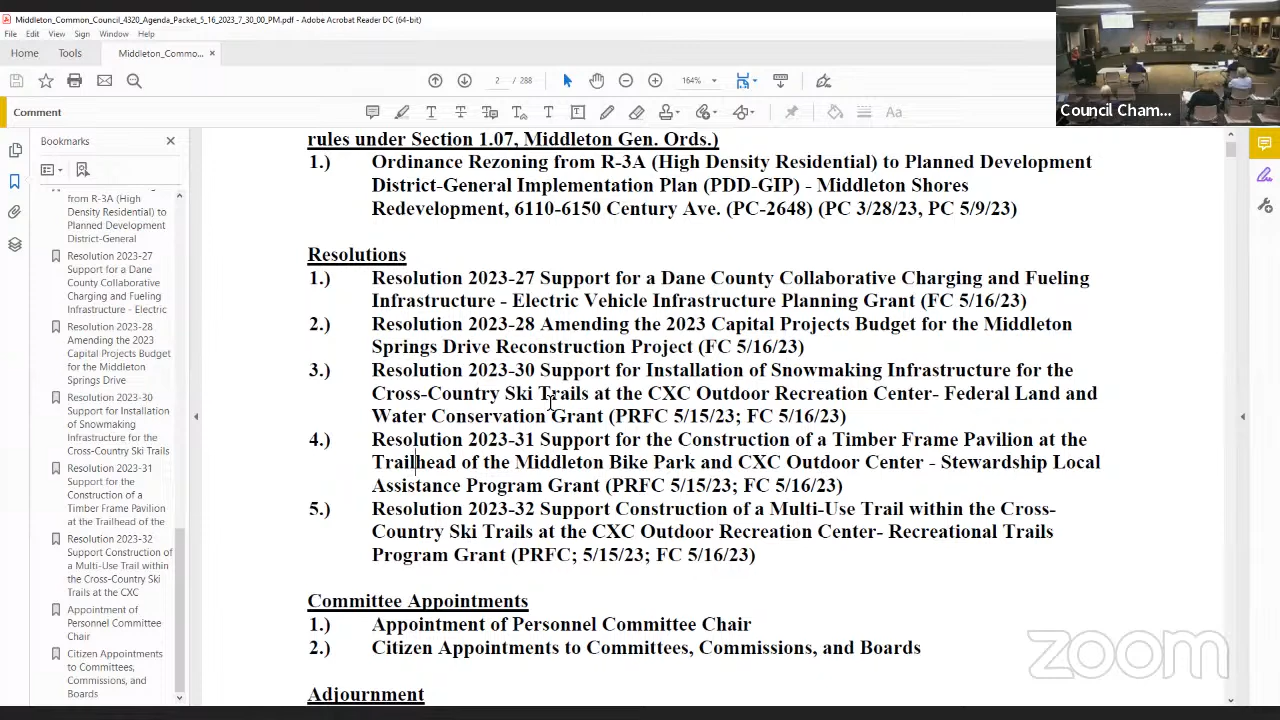 Middleton_Common_Council_4320_Agenda_Packet_5_16_2023_7_30_00_PM.pdf - Adobe Acrobat Reader DC (64-bit)
File Edit View Sign Window Help
Home Tools Middleton_Commo... ×
2 / 288 164%
Comment
Council Cham...
Bookmarks
from R-3A (High
Density Residential) to
Planned Development
District-General
Resolution 2023-27
Support for a Dane
County Collaborative
Charging and Fueling
Infrastructure - Electric
Resolution 2023-28
Amending the 2023
Capital Projects Budget
for the Middleton
Springs Drive
Resolution 2023-30
Support for Installation
of Snowmaking
Infrastructure for the
Cross-Country Ski Trails
Resolution 2023-31
Support for the
Construction of a
Timber Frame Pavilion
at the Trailhead of the
Resolution 2023-32
Support Construction of
a Multi-Use Trail within
the Cross-Country Ski
Trails at the CXC
Appointment of
Personnel Committee
Chair
Citizen Appointments
to Committees,
Commissions, and
Boards
rules under Section 1.07, Middleton Gen. Ords.)
1.) Ordinance Rezoning from R-3A (High Density Residential) to Planned Development
District-General Implementation Plan (PDD-GIP) - Middleton Shores
Redevelopment, 6110-6150 Century Ave. (PC-2648) (PC 3/28/23, PC 5/9/23)
Resolutions
1.) Resolution 2023-27 Support for a Dane County Collaborative Charging and Fueling
Infrastructure - Electric Vehicle Infrastructure Planning Grant (FC 5/16/23)
2.) Resolution 2023-28 Amending the 2023 Capital Projects Budget for the Middleton
Springs Drive Reconstruction Project (FC 5/16/23)
3.) Resolution 2023-30 Support for Installation of Snowmaking Infrastructure for the
Cross-Country Ski Trails at the CXC Outdoor Recreation Center- Federal Land and
Water Conservation Grant (PRFC 5/15/23; FC 5/16/23)
4.) Resolution 2023-31 Support for the Construction of a Timber Frame Pavilion at the
Trailhead of the Middleton Bike Park and CXC Outdoor Center - Stewardship Local
Assistance Program Grant (PRFC 5/15/23; FC 5/16/23)
5.) Resolution 2023-32 Support Construction of a Multi-Use Trail within the Cross-
Country Ski Trails at the CXC Outdoor Recreation Center- Recreational Trails
Program Grant (PRFC; 5/15/23; FC 5/16/23)
Committee Appointments
1.) Appointment of Personnel Committee Chair
2.) Citizen Appointments to Committees, Commissions, and Boards
Adjournment
zoom